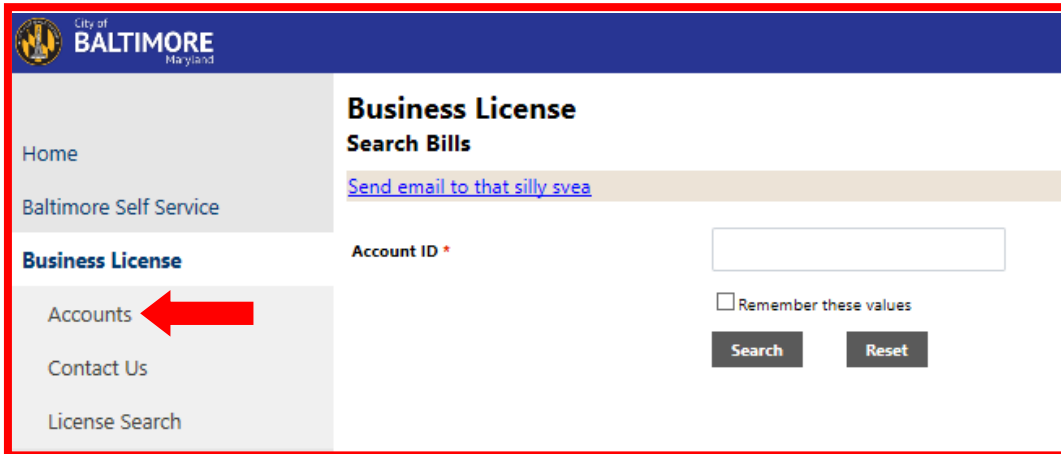 City of
BALTIMORE
Maryland
Home
Baltimore Self Service
Business License
Accounts
Contact Us
License Search
Business License
Search Bills
Send email to that silly svea
Account ID *
Remember these values
Search Reset